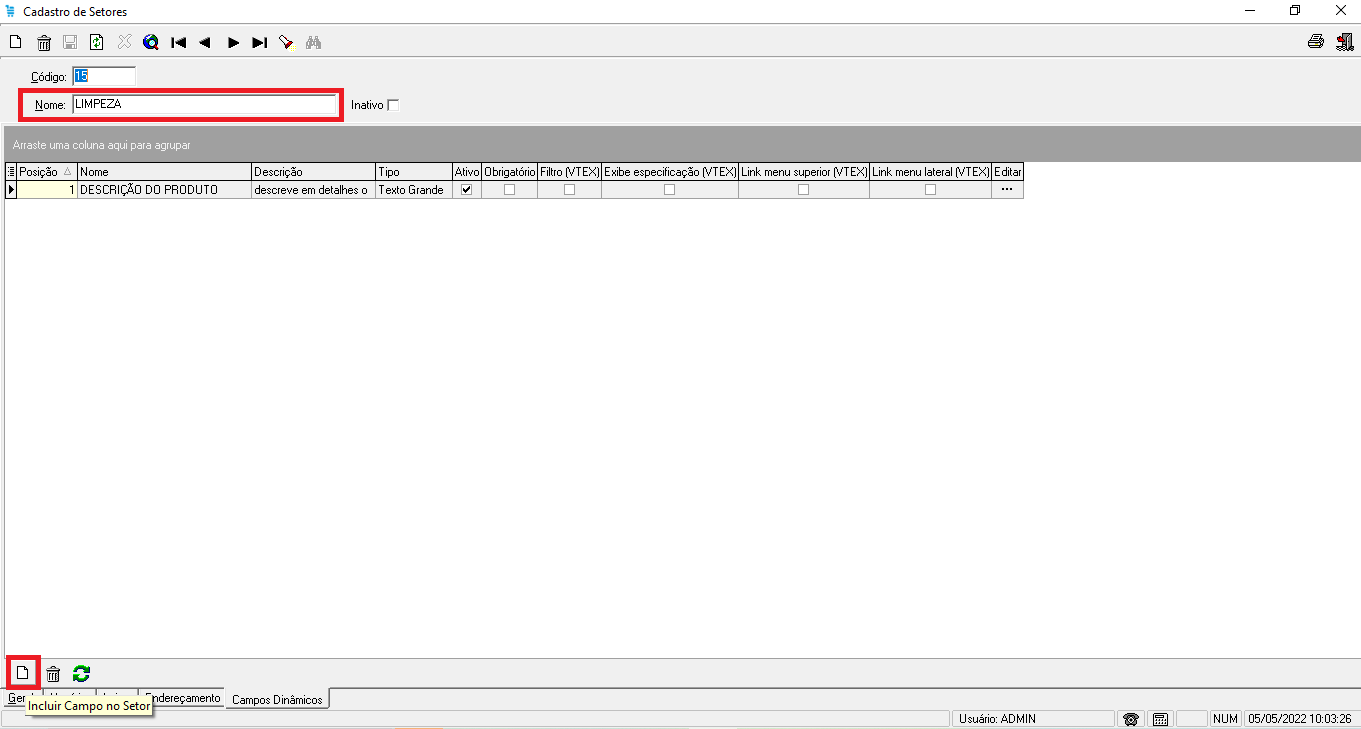 Cadastro de Setores
Código: 15
Nome: LIMPEZA Inativo
Arraste uma coluna aqui para agrupar
Posição Nome Descrição Tipo Ativo Obrigatório Filtro (VTEX) Exibe especificação (VTEX) Link menu superior (VTEX) Link menu lateral (VTEX) Editar
1 DESCRIÇÃO DO PRODUTO descreve em detalhes o Texto Grande ...
Endereçamento Campos Dinâmicos
Incluir Campo no Setor
Usuário: ADMIN NUM 05/05/2022 10:03:26